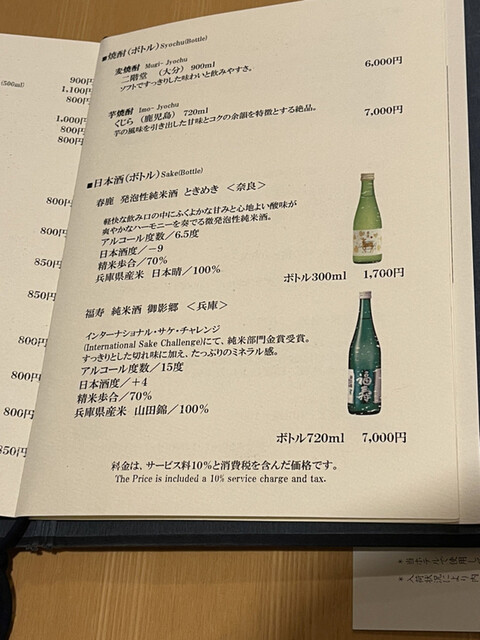 (500ml)
900円
1,100円
800円
1,000円
800円
800円
800円
800円
850円
850円
800円
800円
800円
850円
■焼酎(ボトル)Syochu(Bottle)
麦焼酎 Mugi- Jyochu
二階堂 (大分) 900ml 6,000円
ソフトですっきりした味わいと飲みやすさ。
芋焼酎 Imo- Jyochu
くじら (鹿児島) 720ml 7,000円
芋の風味を引き出した甘味とコクの余韻を特徴とする絶品。
■日本酒(ボトル)Sake(Bottle)
春鹿 発泡性純米酒 ときめき <奈良>
軽快な飲み口の中にふくよかな甘みと心地よい酸味が
爽やかなハーモニーを奏でる微発泡性純米酒。
アルコール度数/6.5度
日本酒度/-9
精米歩合/70%
兵庫県産米 日本晴/100%
ボトル300ml 1,700円
福寿 純米酒 御影郷 <兵庫>
インターナショナル・サケ・チャレンジ
(International Sake Challenge)にて、純米部門金賞受賞。
すっきりとした切れ味に加え、たっぷりのミネラル感。
アルコール度数/15度
日本酒度/+4
精米歩合/70%
兵庫県産米 山田錦/100%
福寿
ボトル720ml 7,000円
料金は、サービス料10%と消費税を含んだ価格です。
The Price is included a 10% service charge and tax.
*当ホテルで使用し
*入荷状況により内